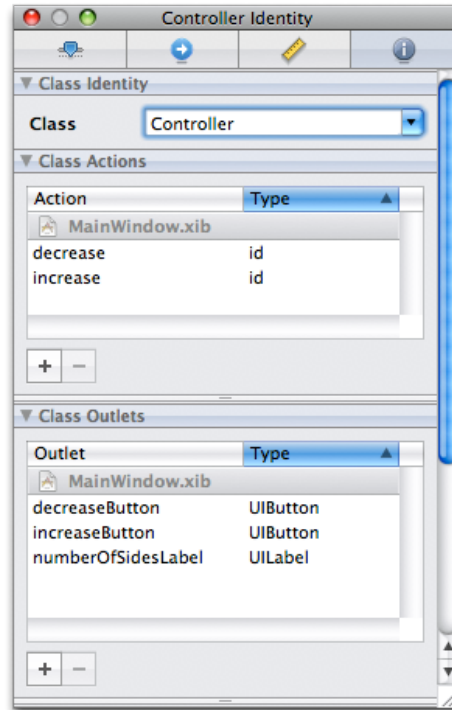 Controller Identity
Class Identity
Class Controller
Class Actions
Action Type
MainWindow.xib
decrease id
increase id
+ −
Class Outlets
Outlet Type
MainWindow.xib
decreaseButton UIButton
increaseButton UIButton
numberOfSidesLabel UILabel
+ −